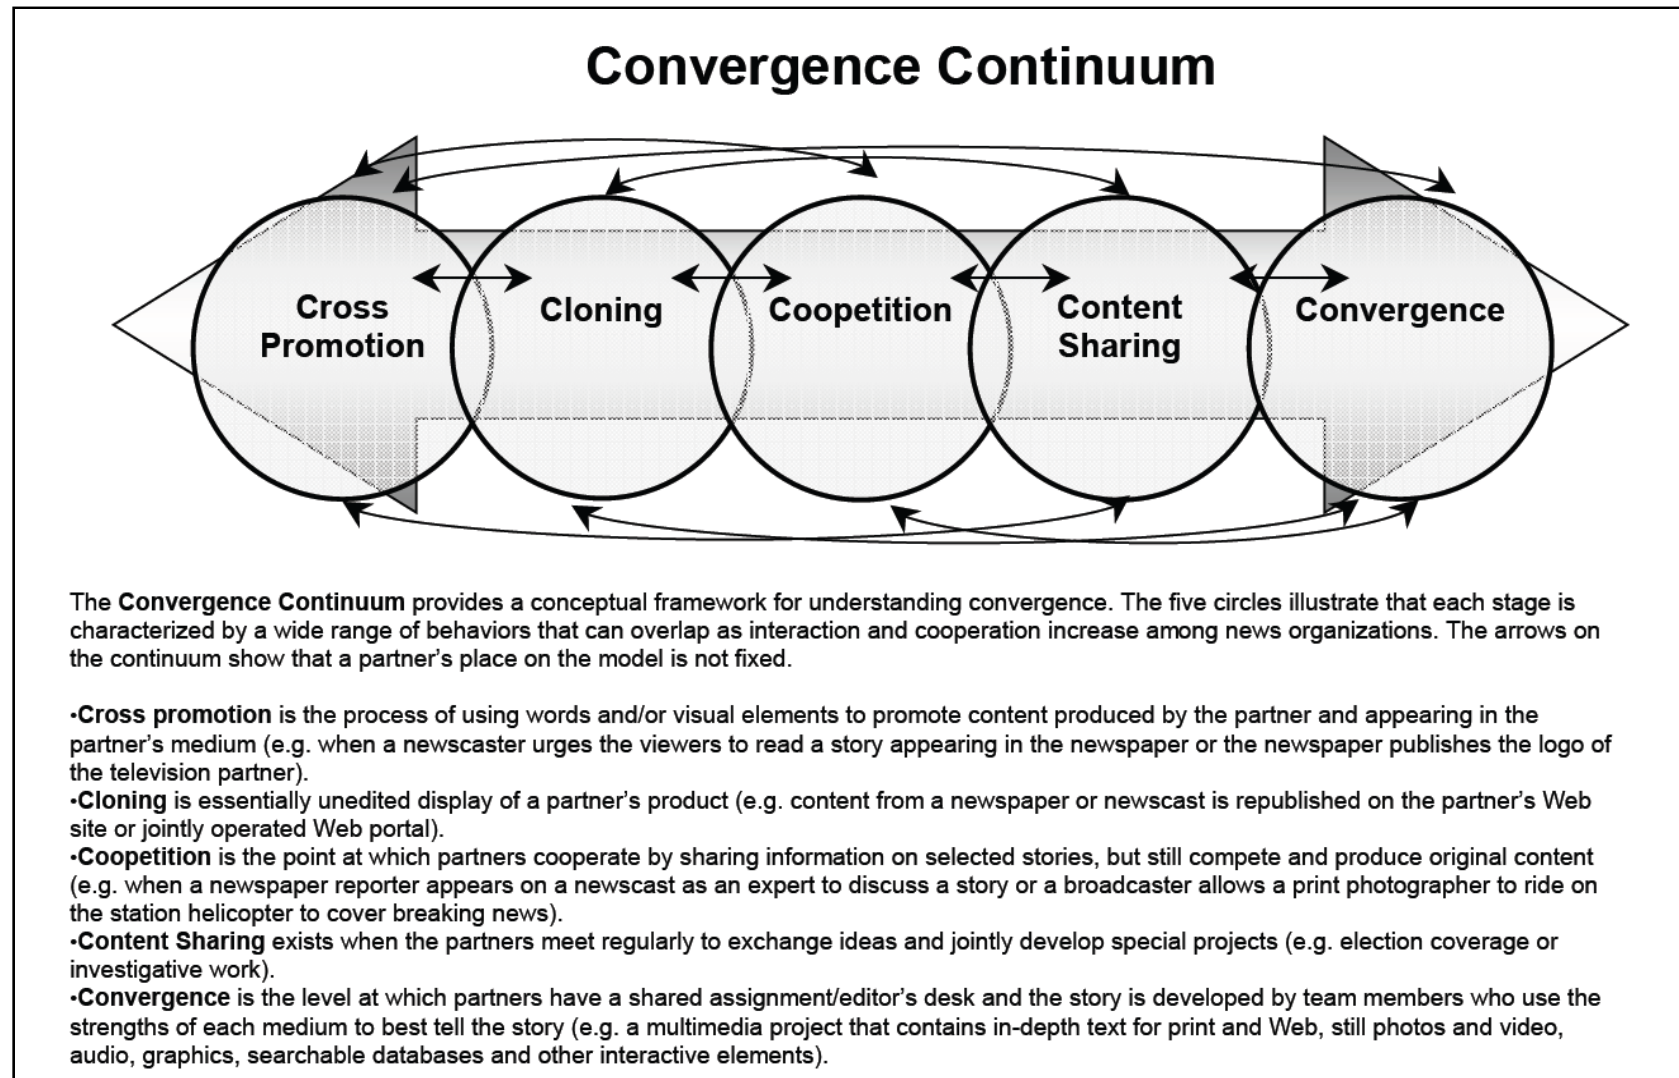 Convergence Continuum
Cross
Promotion
Cloning
Coopetition
Content
Sharing
Convergence
The Convergence Continuum provides a conceptual framework for understanding convergence. The five circles illustrate that each stage is
characterized by a wide range of behaviors that can overlap as interaction and cooperation increase among news organizations. The arrows on
the continuum show that a partner's place on the model is not fixed.
•Cross promotion is the process of using words and/or visual elements to promote content produced by the partner and appearing in the
partner's medium (e.g. when a newscaster urges the viewers to read a story appearing in the newspaper or the newspaper publishes the logo of
the television partner).
•Cloning is essentially unedited display of a partner's product (e.g. content from a newspaper or newscast is republished on the partner's Web
site or jointly operated Web portal).
•Coopetition is the point at which partners cooperate by sharing information on selected stories, but still compete and produce original content
(e.g. when a newspaper reporter appears on a newscast as an expert to discuss a story or a broadcaster allows a print photographer to ride on
the station helicopter to cover breaking news).
•Content Sharing exists when the partners meet regularly to exchange ideas and jointly develop special projects (e.g. election coverage or
investigative work).
•Convergence is the level at which partners have a shared assignment/editor's desk and the story is developed by team members who use the
strengths of each medium to best tell the story (e.g. a multimedia project that contains in-depth text for print and Web, still photos and video,
audio, graphics, searchable databases and other interactive elements).